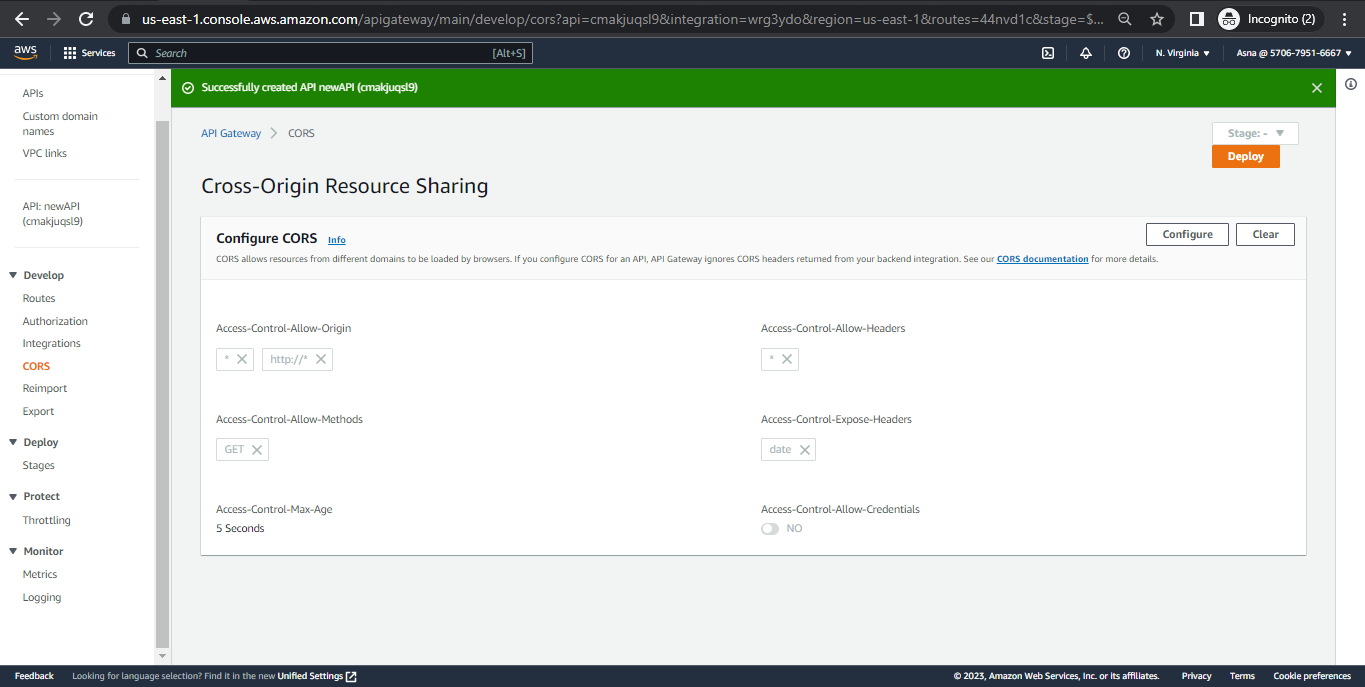 us-east-1.console.aws.amazon.com/apigateway/main/develop/cors?api=cmakjuqsl9&integration=wrg3ydo&region=us-east-1&routes=44nvd1c&stage=$...
Incognito (2)
aws
Services
Search
[Alt+S]
N. Virginia
Asna @ 5706-7951-6667
APIs
Custom domain
names
VPC links
API: newAPI
(cmakjuqsl9)
Develop
Routes
Authorization
Integrations
CORS
Reimport
Export
Deploy
Stages
Protect
Throttling
Monitor
Metrics
Logging
Successfully created API newAPI (cmakjuqsl9)
API Gateway > CORS
Stage: -
Deploy
Cross-Origin Resource Sharing
Configure CORS Info
Configure
Clear
CORS allows resources from different domains to be loaded by browsers. If you configure CORS for an API, API Gateway ignores CORS headers returned from your backend integration. See our CORS documentation for more details.
Access-Control-Allow-Origin
* http://*
Access-Control-Allow-Headers
*
Access-Control-Allow-Methods
GET
Access-Control-Expose-Headers
date
Access-Control-Max-Age
5 Seconds
Access-Control-Allow-Credentials
NO
Feedback
Looking for language selection? Find it in the new Unified Settings
© 2023, Amazon Web Services, Inc. or its affiliates.
Privacy
Terms
Cookie preferences